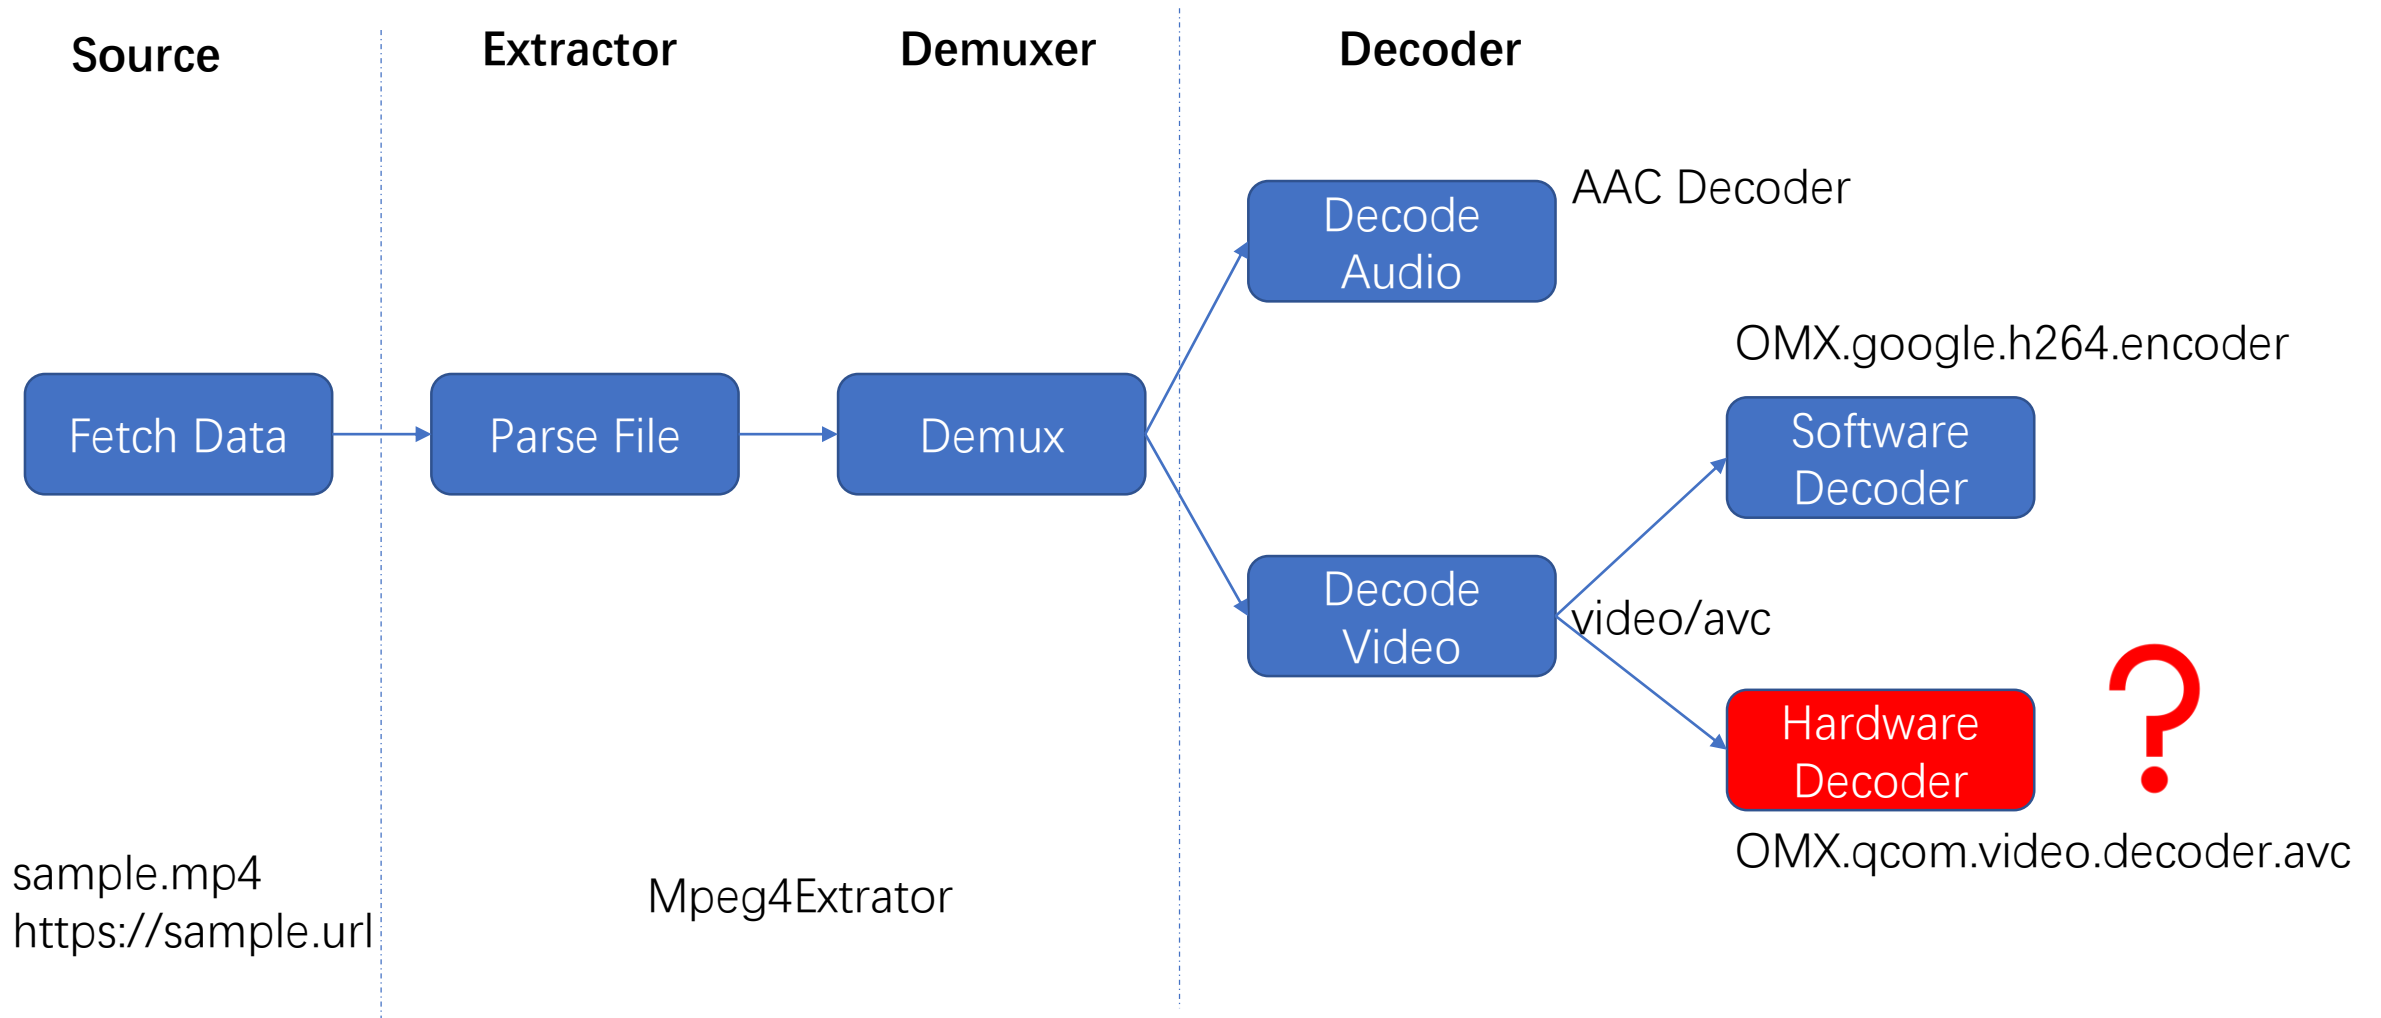 Source
Extractor
Demuxer
Decoder
AAC Decoder
Decode
Audio
OMX.google.h264.encoder
Fetch Data
Parse File
Demux
Software
Decoder
Decode
Video
video/avc
Hardware
Decoder
?
OMX.qcom.video.decoder.avc
sample.mp4
https://sample.url
Mpeg4Extrator